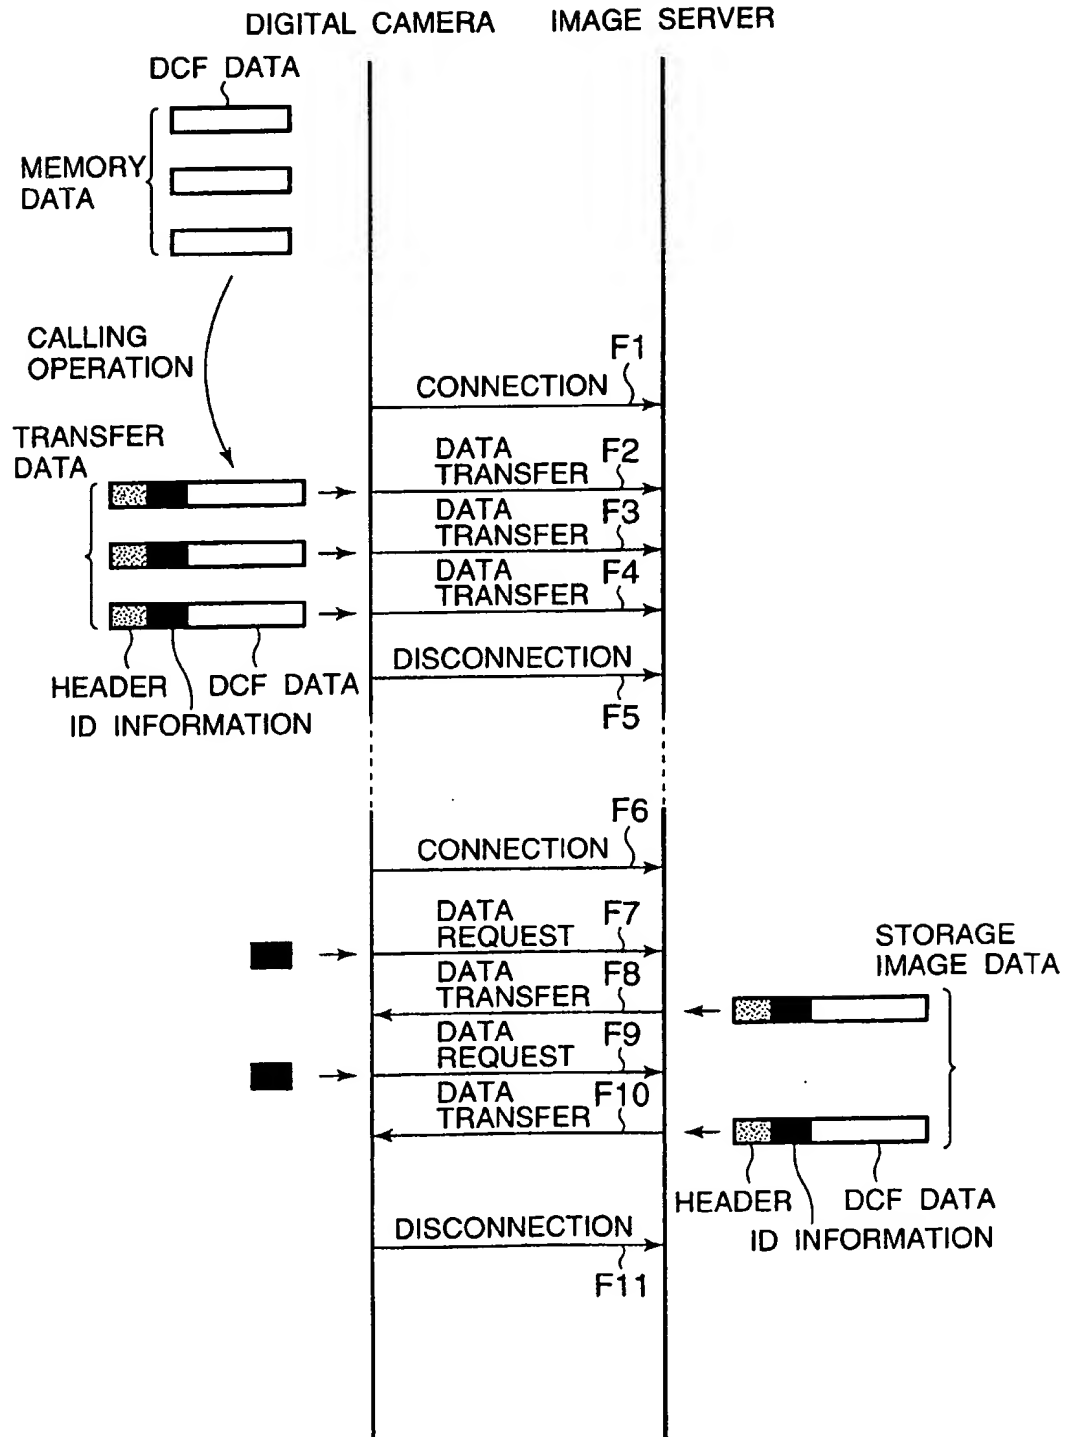 DIGITAL CAMERA
IMAGE SERVER
DCF DATA
MEMORY
DATA
CALLING
OPERATION
F1
CONNECTION
TRANSFER
DATA
DATA
TRANSFER
F2
DATA
TRANSFER
F3
DATA
TRANSFER
F4
DISCONNECTION
F5
HEADER
DCF DATA
ID INFORMATION
F6
CONNECTION
DATA
REQUEST
F7
STORAGE
IMAGE DATA
DATA
TRANSFER
F8
DATA
REQUEST
F9
DATA
TRANSFER
F10
HEADER
DCF DATA
ID INFORMATION
DISCONNECTION
F11